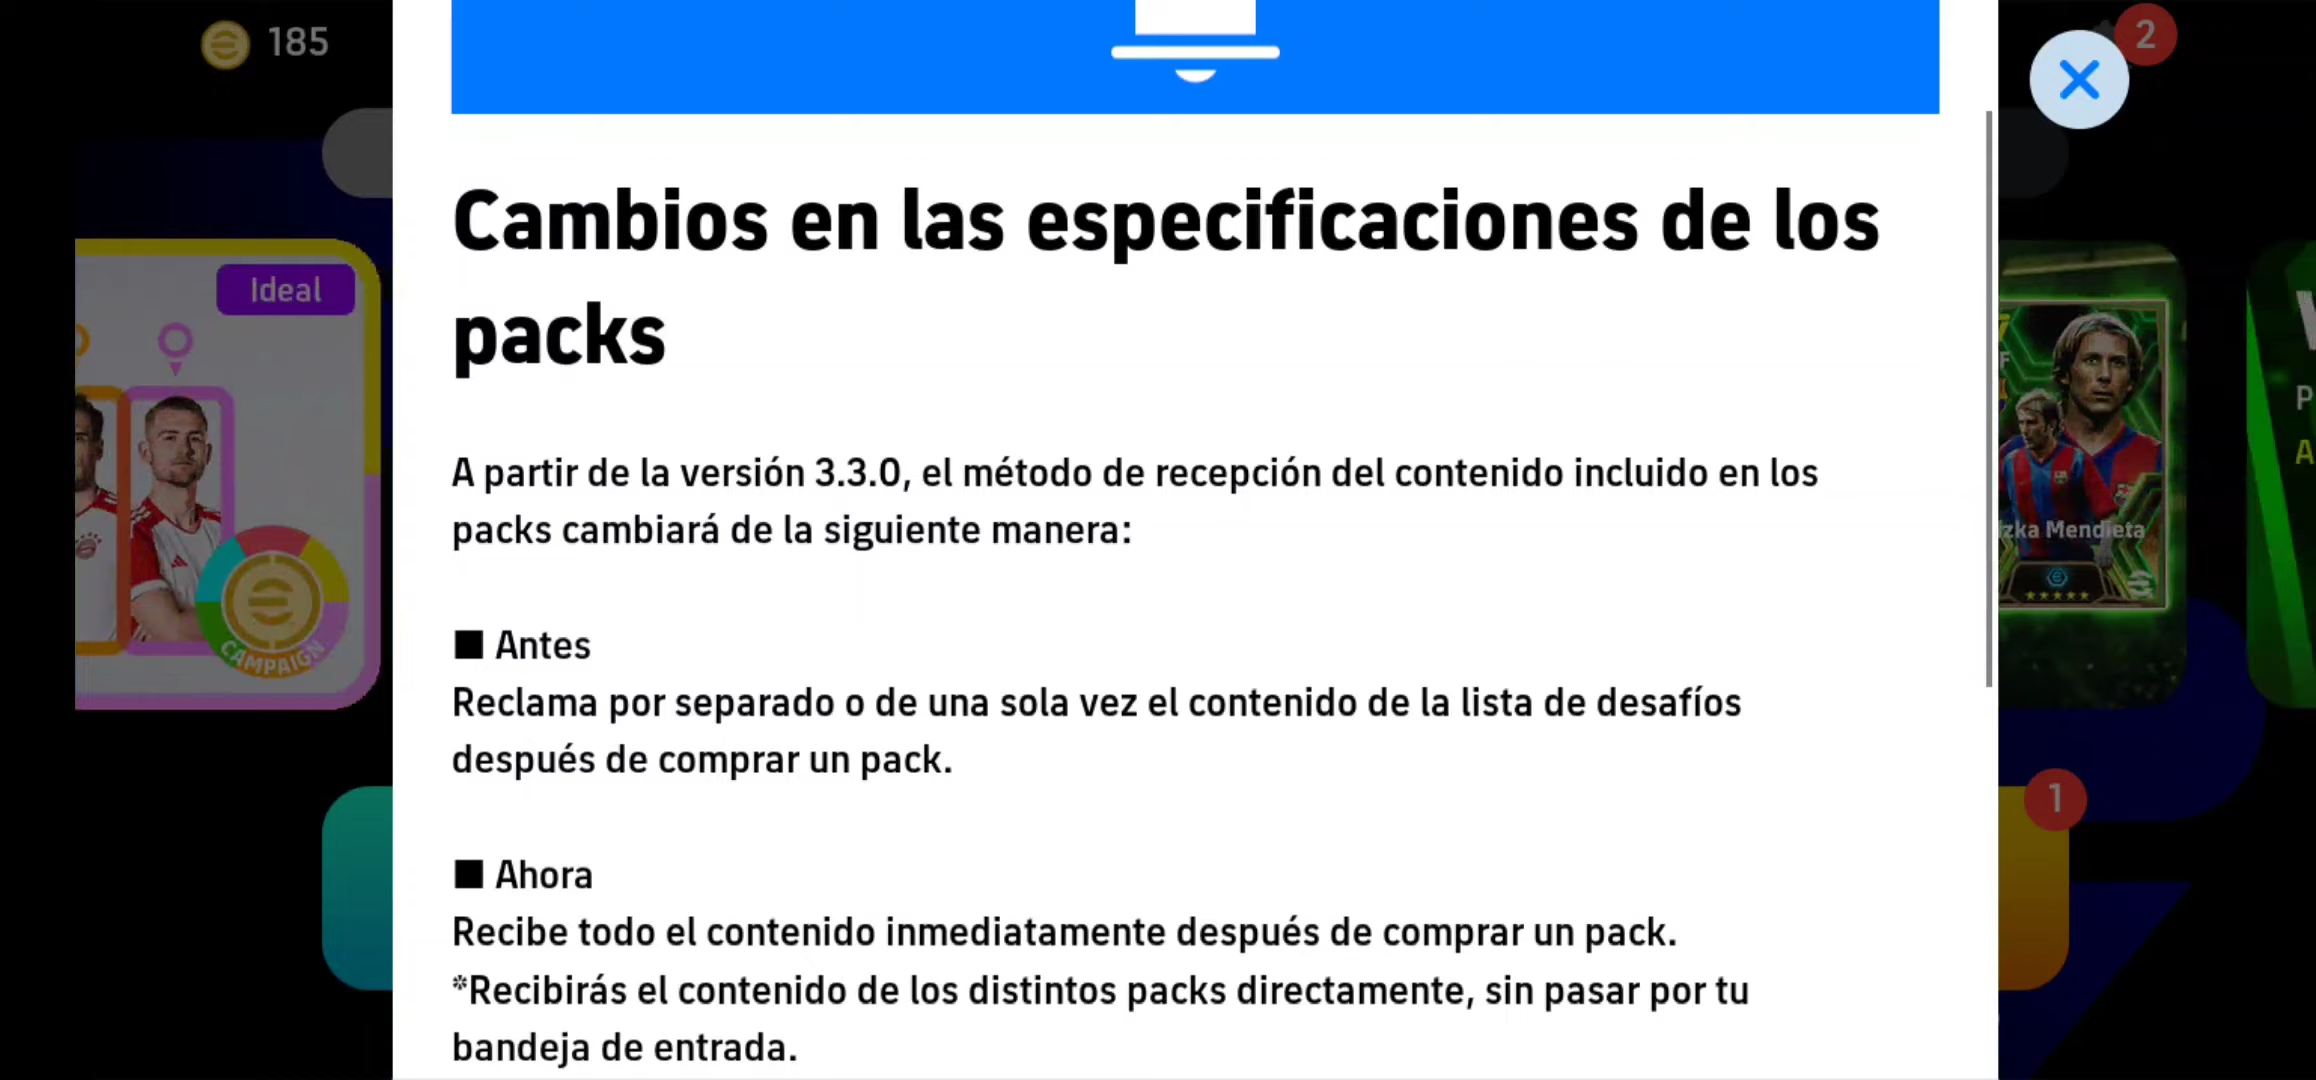 185
2
Cambios en las especificaciones de los
packs
Ideal
A partir de la versión 3.3.0, el método de recepción del contenido incluido en los
packs cambiará de la siguiente manera:
zka Mendieta
CAMPAIGN
■ Antes
Reclama por separado o de una sola vez el contenido de la lista de desafíos
después de comprar un pack.
1
■ Ahora
Recibe todo el contenido inmediatamente después de comprar un pack.
*Recibirás el contenido de los distintos packs directamente, sin pasar por tu
bandeja de entrada.